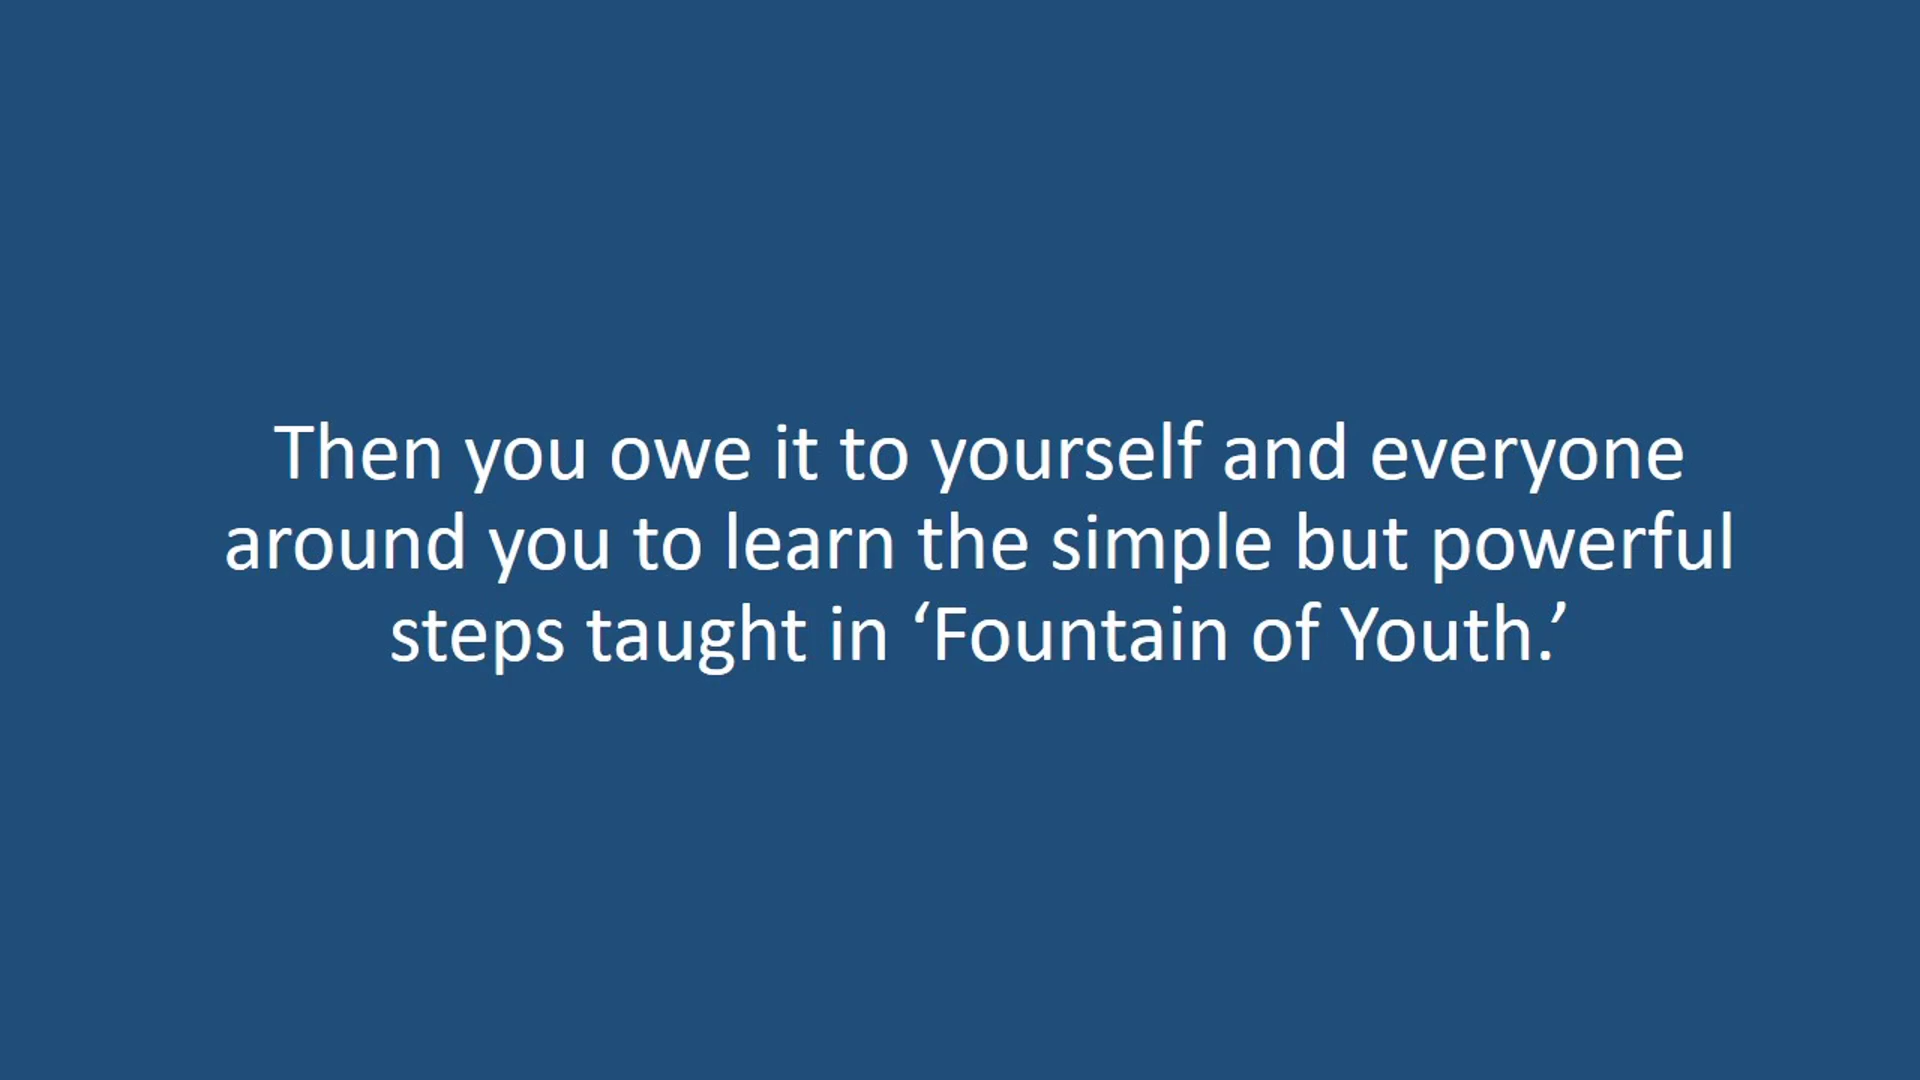 Then you owe it to yourself and everyone
around you to learn the simple but powerful
steps taught in ‘Fountain of Youth.’